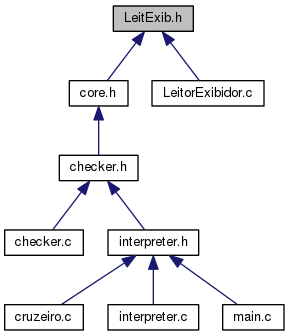 LeitExib.h
core.h
LeitorExibidor.c
checker.h
checker.c
interpreter.h
cruzeiro.c
interpreter.c
main.c